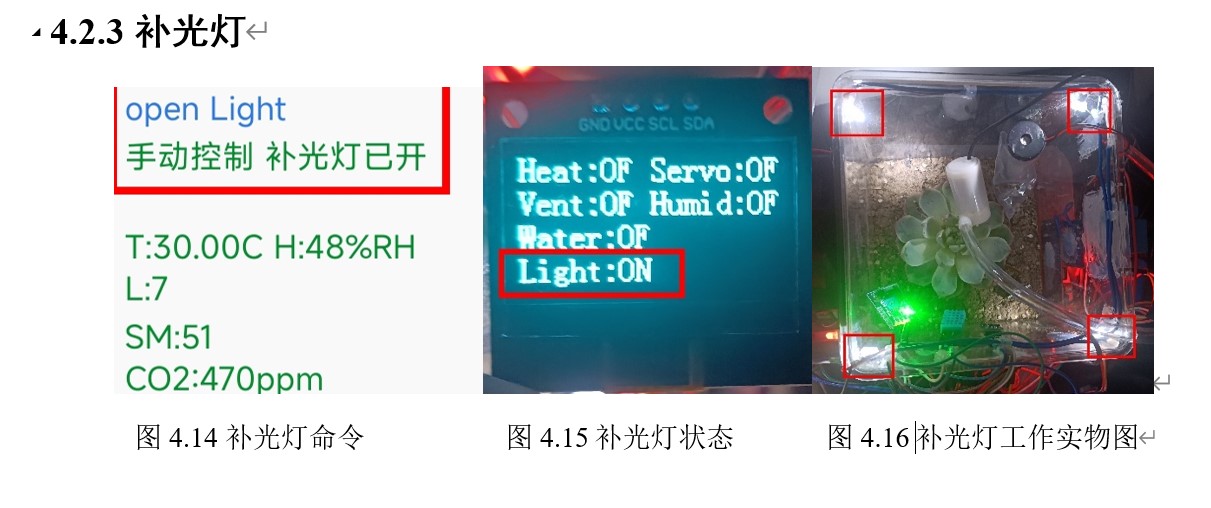 4.2.3 补光灯
open Light
手动控制 补光灯已开
T:30.00C H:48%RH
L:7
SM:51
CO2:470ppm
GND VCC SCL SDA
Heat:OF Servo:OF
Vent:OF Humid:OF
Water:OF
Light:ON
图 4.14 补光灯命令
图 4.15 补光灯状态
图 4.16 补光灯工作实物图